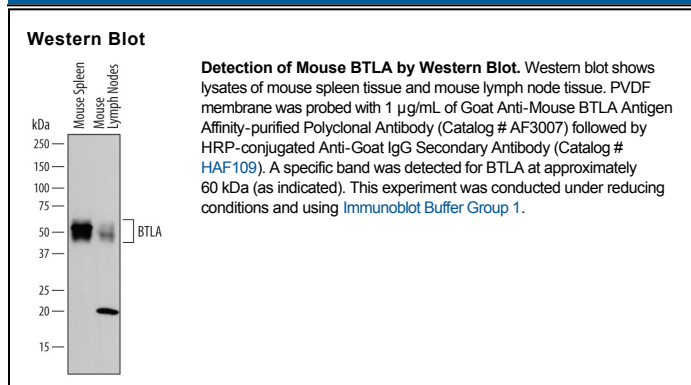 Western Blot
Mouse Spleen
Mouse
Lymph Nodes
kDa
250
150
100
75
50
37
25
20
15
BTLA
Detection of Mouse BTLA by Western Blot. Western blot shows
lysates of mouse spleen tissue and mouse lymph node tissue. PVDF
membrane was probed with 1 µg/mL of Goat Anti-Mouse BTLA Antigen
Affinity-purified Polyclonal Antibody (Catalog # AF3007) followed by
HRP-conjugated Anti-Goat IgG Secondary Antibody (Catalog #
HAF109). A specific band was detected for BTLA at approximately
60 kDa (as indicated). This experiment was conducted under reducing
conditions and using Immunoblot Buffer Group 1.